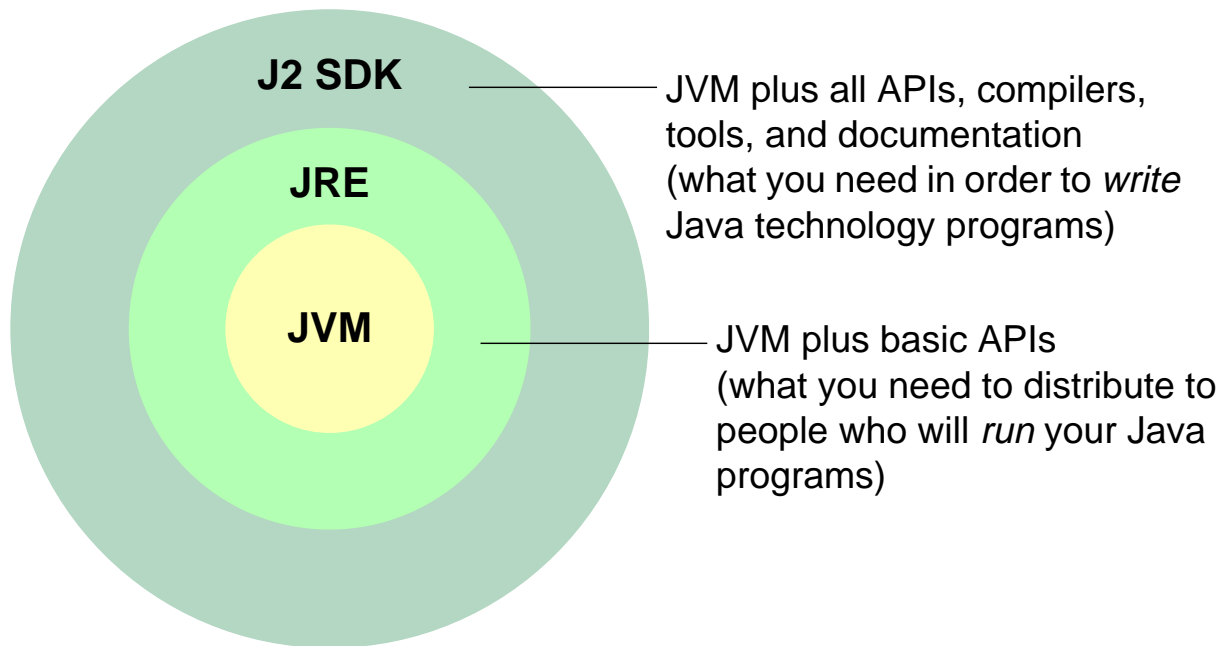 J2 SDK
JVM plus all APIs, compilers,
tools, and documentation
(what you need in order to write
Java technology programs)
JRE
JVM
JVM plus basic APIs
(what you need to distribute to
people who will run your Java
programs)